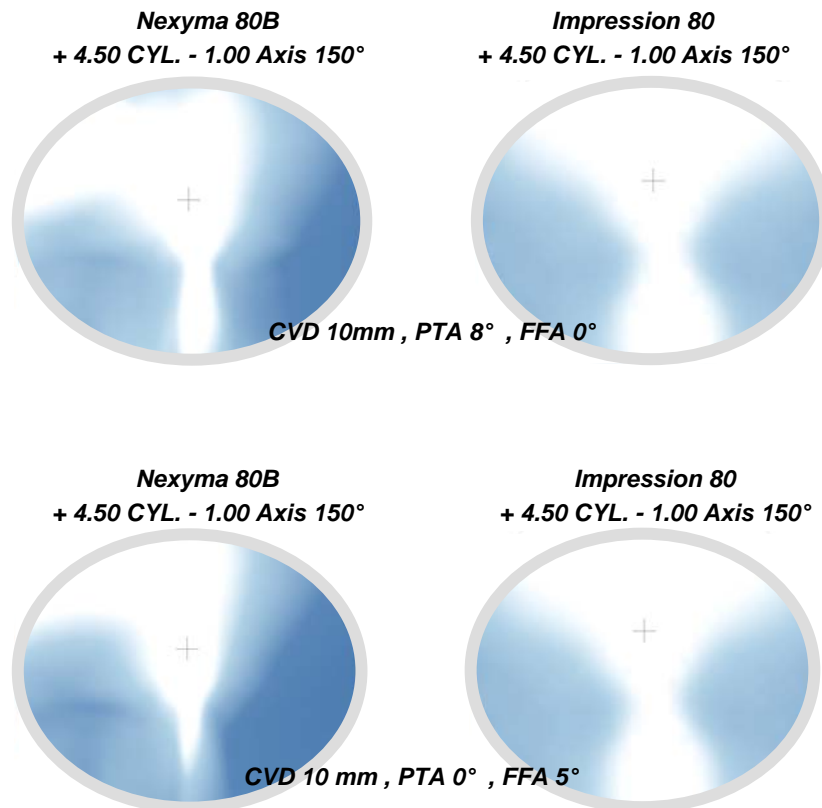 Nexyma 80B
+ 4.50 CYL. - 1.00 Axis 150°
Impression 80
+ 4.50 CYL. - 1.00 Axis 150°
CVD 10mm , PTA 8° , FFA 0°
Nexyma 80B
+ 4.50 CYL. - 1.00 Axis 150°
Impression 80
+ 4.50 CYL. - 1.00 Axis 150°
CVD 10 mm , PTA 0° , FFA 5°